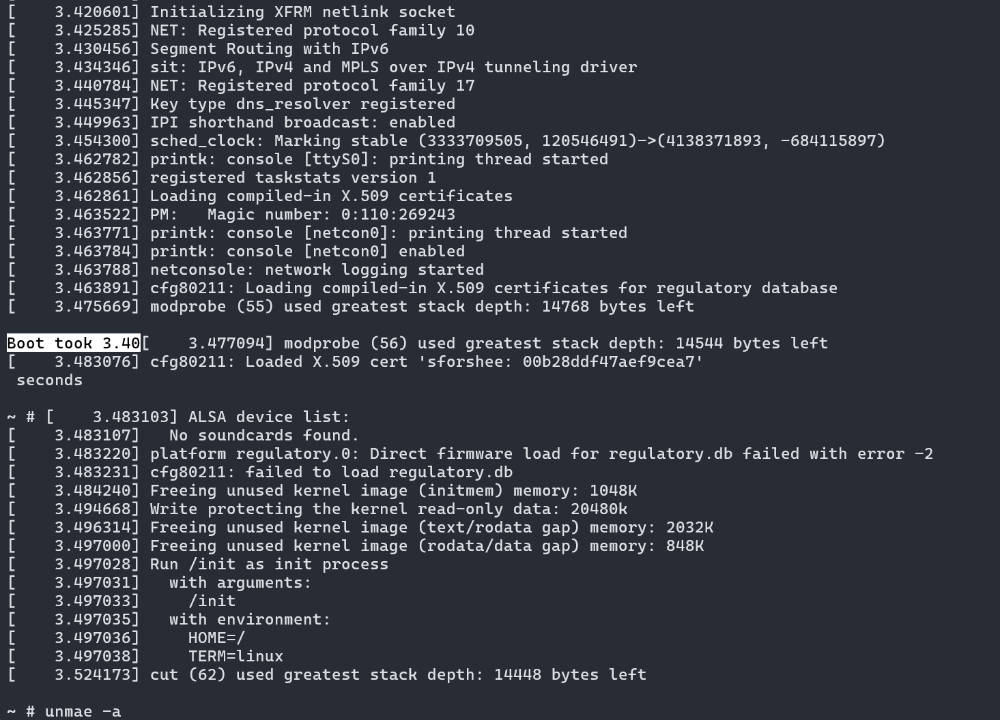 [    3.420601] Initializing XFRM netlink socket
[    3.425285] NET: Registered protocol family 10
[    3.430456] Segment Routing with IPv6
[    3.434346] sit: IPv6, IPv4 and MPLS over IPv4 tunneling driver
[    3.440784] NET: Registered protocol family 17
[    3.445347] Key type dns_resolver registered
[    3.449963] IPI shorthand broadcast: enabled
[    3.454300] sched_clock: Marking stable (3333709505, 120546491)->(4138371893, -684115897)
[    3.462782] printk: console [ttyS0]: printing thread started
[    3.462856] registered taskstats version 1
[    3.462861] Loading compiled-in X.509 certificates
[    3.463522] PM:   Magic number: 0:110:269243
[    3.463771] printk: console [netcon0]: printing thread started
[    3.463784] printk: console [netcon0] enabled
[    3.463788] netconsole: network logging started
[    3.463891] cfg80211: Loading compiled-in X.509 certificates for regulatory database
[    3.475669] modprobe (55) used greatest stack depth: 14768 bytes left
Boot took 3.40[    3.477094] modprobe (56) used greatest stack depth: 14544 bytes left
[    3.483076] cfg80211: Loaded X.509 cert 'sforshee: 00b28ddf47aef9cea7'
 seconds
~ # [    3.483103] ALSA device list:
[    3.483107]   No soundcards found.
[    3.483220] platform regulatory.0: Direct firmware load for regulatory.db failed with error -2
[    3.483231] cfg80211: failed to load regulatory.db
[    3.484240] Freeing unused kernel image (initmem) memory: 1048K
[    3.494668] Write protecting the kernel read-only data: 20480k
[    3.496314] Freeing unused kernel image (text/rodata gap) memory: 2032K
[    3.497000] Freeing unused kernel image (rodata/data gap) memory: 848K
[    3.497028] Run /init as init process
[    3.497031]   with arguments:
[    3.497033]     /init
[    3.497035]   with environment:
[    3.497036]     HOME=/
[    3.497038]     TERM=linux
[    3.524173] cut (62) used greatest stack depth: 14448 bytes left
~ # unmae -a